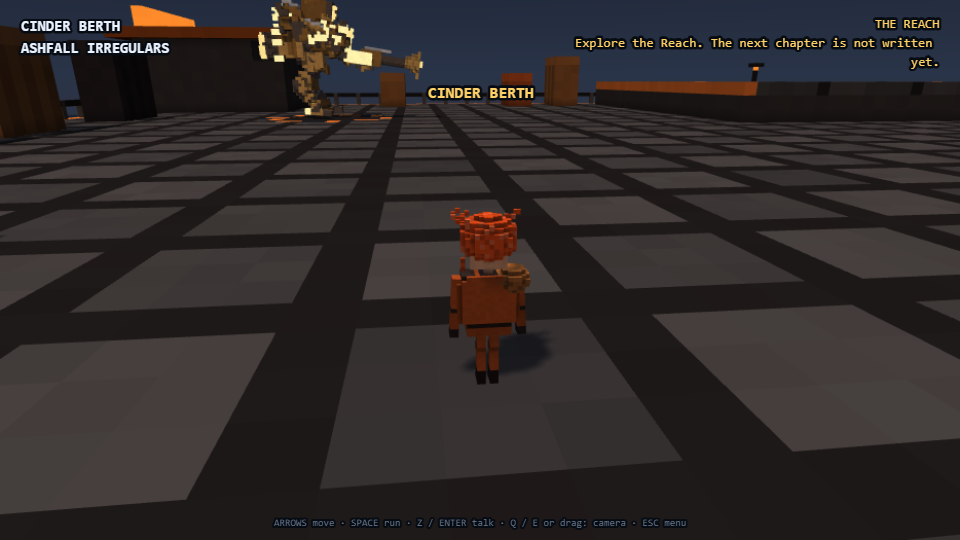 CINDER BERTH
ASHFALL IRREGULARS
THE REACH
Explore the Reach. The next chapter is not written
yet.
CINDER BERTH
ARROWS move · SPACE run · Z / ENTER talk · Q / E or drag: camera · ESC menu